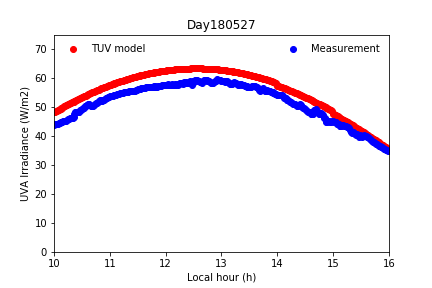 Day180527
TUV model
Measurement
70
60
50
40
30
20
10
0
UVA Irradiance (W/m2)
10 11 12 13 14 15 16
Local hour (h)